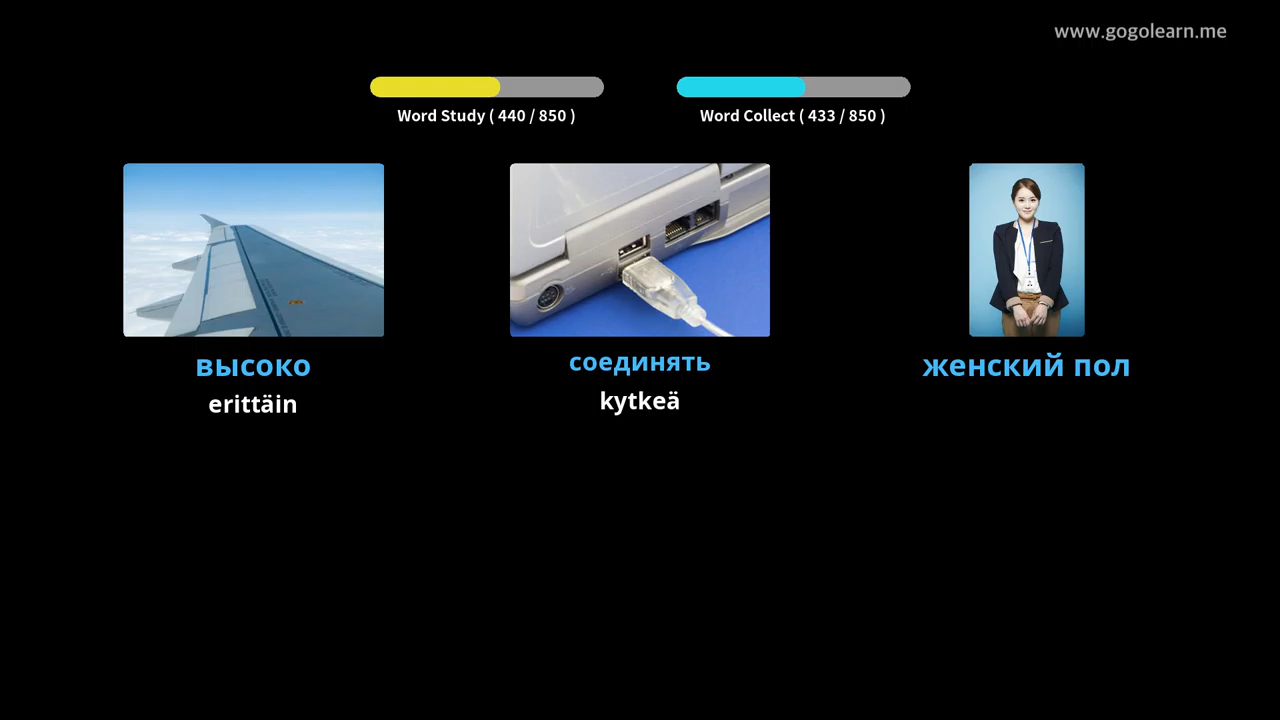 www.gogolearn.me
Word Study ( 440 / 850 )
Word Collect ( 433 / 850 )
высоко
erittäin
соединять
kytkeä
женский пол